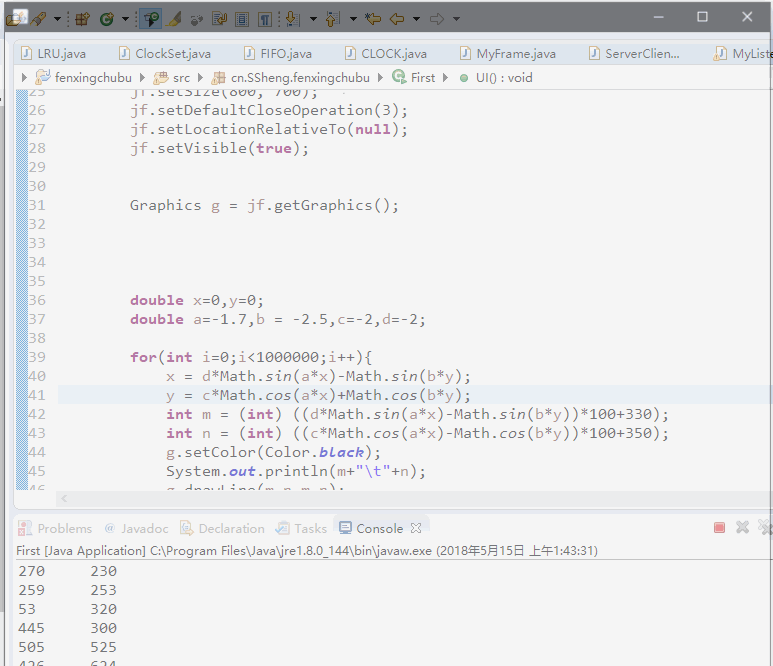 LRU.java ClockSet.java FIFO.java CLOCK.java MyFrame.java ServerClien... MyListe
fenxingchubu src cn.SSheng.fenxingchubu First UI() : void
25 jf.setSize(800, 700);
26 jf.setDefaultCloseOperation(3);
27 jf.setLocationRelativeTo(null);
28 jf.setVisible(true);
29
30
31 Graphics g = jf.getGraphics();
32
33
34
35
36 double x=0,y=0;
37 double a=-1.7,b = -2.5,c=-2,d=-2;
38
39 for(int i=0;i<1000000;i++){
40 x = d*Math.sin(a*x)-Math.sin(b*y);
41 y = c*Math.cos(a*x)+Math.cos(b*y);
42 int m = (int) ((d*Math.sin(a*x)-Math.sin(b*y))*100+330);
43 int n = (int) ((c*Math.cos(a*x)-Math.cos(b*y))*100+350);
44 g.setColor(Color.black);
45 System.out.println(m+"\t"+n);
46 g.drawLine(m,n,m,n);
Problems @ Javadoc Declaration Tasks Console
First [Java Application] C:\Program Files\Java\jre1.8.0_144\bin\javaw.exe (2018年5月15日 上午1:43:31)
270 230
259 253
53 320
445 300
505 525
426 624